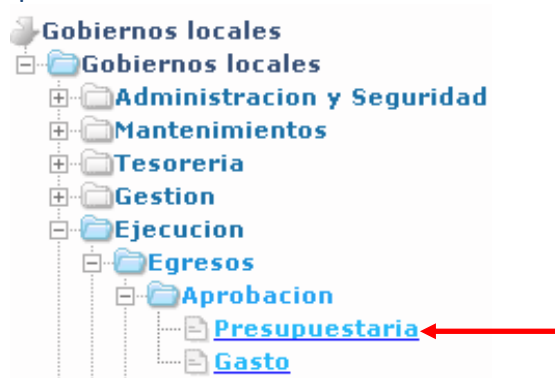 Gobiernos locales
Gobiernos locales
Administracion y Seguridad
Mantenimientos
Tesoreria
Gestion
Ejecucion
Egresos
Aprobacion
Presupuestaria
Gasto